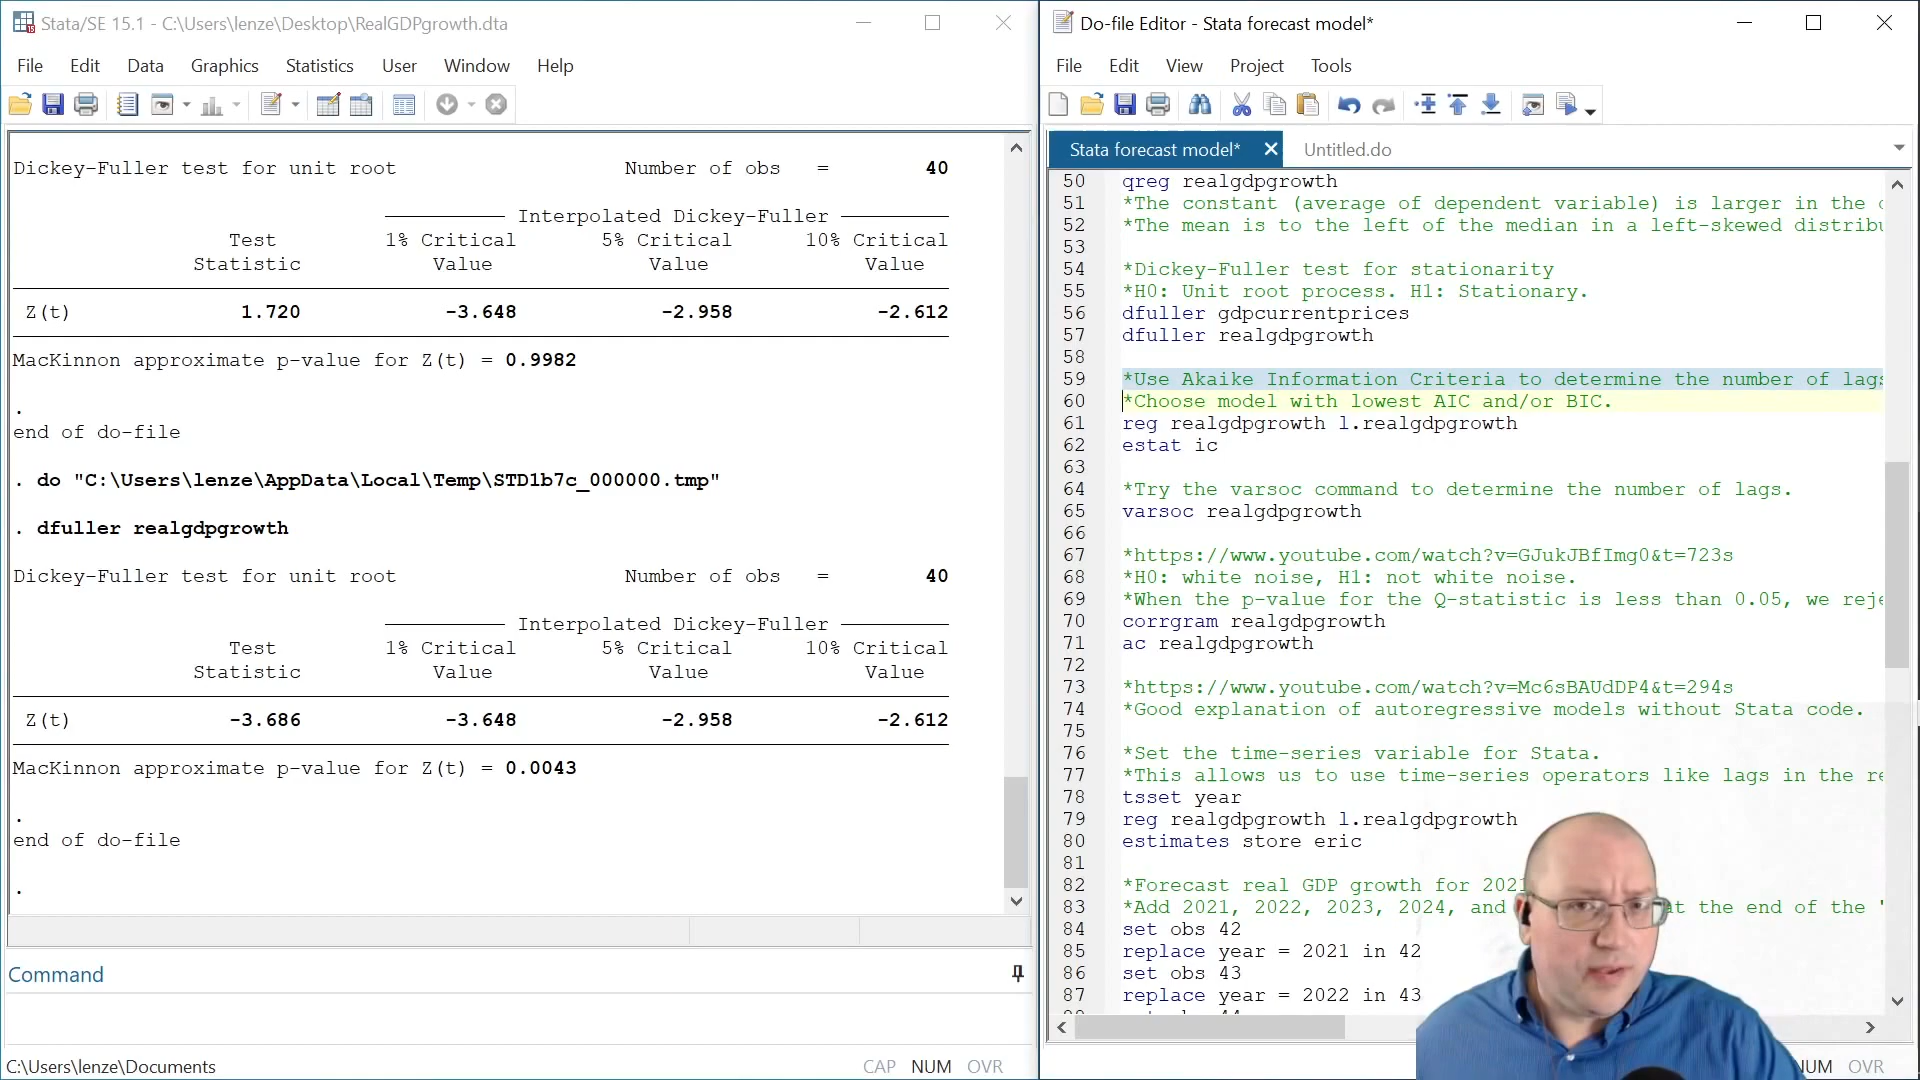 Stata/SE 15.1 - C:\Users\lenze\Desktop\RealGDPgrowth.dta
File Edit Data Graphics Statistics User Window Help
Dickey-Fuller test for unit root Number of obs = 40
Interpolated Dickey-Fuller
Test 1% Critical 5% Critical 10% Critical
Statistic Value Value Value
Z(t) 1.720 -3.648 -2.958 -2.612
MacKinnon approximate p-value for Z(t) = 0.9982
.
end of do-file
. do "C:\Users\lenze\AppData\Local\Temp\STD1b7c_000000.tmp"
. dfuller realgdpgrowth
Dickey-Fuller test for unit root Number of obs = 40
Interpolated Dickey-Fuller
Test 1% Critical 5% Critical 10% Critical
Statistic Value Value Value
Z(t) -3.686 -3.648 -2.958 -2.612
MacKinnon approximate p-value for Z(t) = 0.0043
.
end of do-file
.
Command
C:\Users\lenze\Documents CAP NUM OVR
Do-file Editor - Stata forecast model*
File Edit View Project Tools
Stata forecast model* Untitled.do
50 qreg realgdpgrowth
51 *The constant (average of dependent variable) is larger in the
52 *The mean is to the left of the median in a left-skewed distribu
53
54 *Dickey-Fuller test for stationarity
55 *H0: Unit root process. H1: Stationary.
56 dfuller gdpcurrentprices
57 dfuller realgdpgrowth
58
59 *Use Akaike Information Criteria to determine the number of lags
60 *Choose model with lowest AIC and/or BIC.
61 reg realgdpgrowth l.realgdpgrowth
62 estat ic
63
64 *Try the varsoc command to determine the number of lags.
65 varsoc realgdpgrowth
66
67 *https://www.youtube.com/watch?v=GJukJBfImg0&t=723s
68 *H0: white noise, H1: not white noise.
69 *When the p-value for the Q-statistic is less than 0.05, we reje
70 corrgram realgdpgrowth
71 ac realgdpgrowth
72
73 *https://www.youtube.com/watch?v=Mc6sBAUdDP4&t=294s
74 *Good explanation of autoregressive models without Stata code.
75
76 *Set the time-series variable for Stata.
77 *This allows us to use time-series operators like lags in the re
78 tsset year
79 reg realgdpgrowth l.realgdpgrowth
80 estimates store eric
81
82 *Forecast real GDP growth for 2021
83 *Add 2021, 2022, 2023, 2024, and at the end of the "
84 set obs 42
85 replace year = 2021 in 42
86 set obs 43
87 replace year = 2022 in 43
NUM OVR